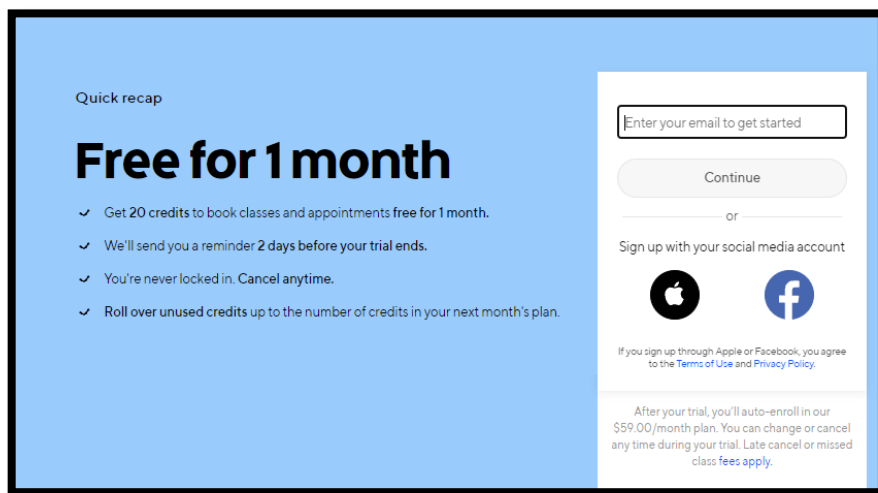 Quick recap
Free for 1 month
Get 20 credits to book classes and appointments free for 1 month.
We'll send you a reminder 2 days before your trial ends.
You're never locked in. Cancel anytime.
Roll over unused credits up to the number of credits in your next month's plan.
Enter your email to get started
Continue
or
Sign up with your social media account
If you sign up through Apple or Facebook, you agree
to the Terms of Use and Privacy Policy.
After your trial, you'll auto-enroll in our
$59.00/month plan. You can change or cancel
any time during your trial. Late cancel or missed
class fees apply.